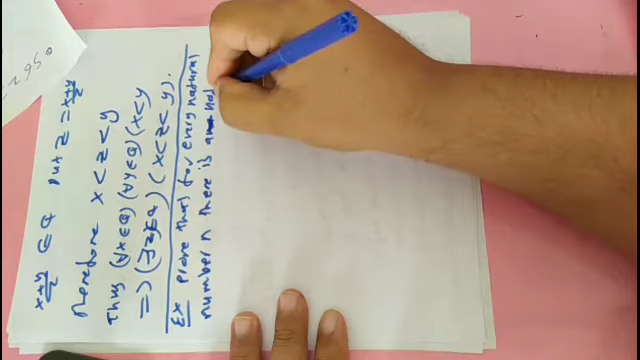 x+y/2 ∈ Q put z = x+y/2
therefore x < z < y
Thus (∀x∈Q) (∀y∈Q) (x<y
=> (∃z∈Q) (x<z<y).
Ex prove that for every natural
number n there is a